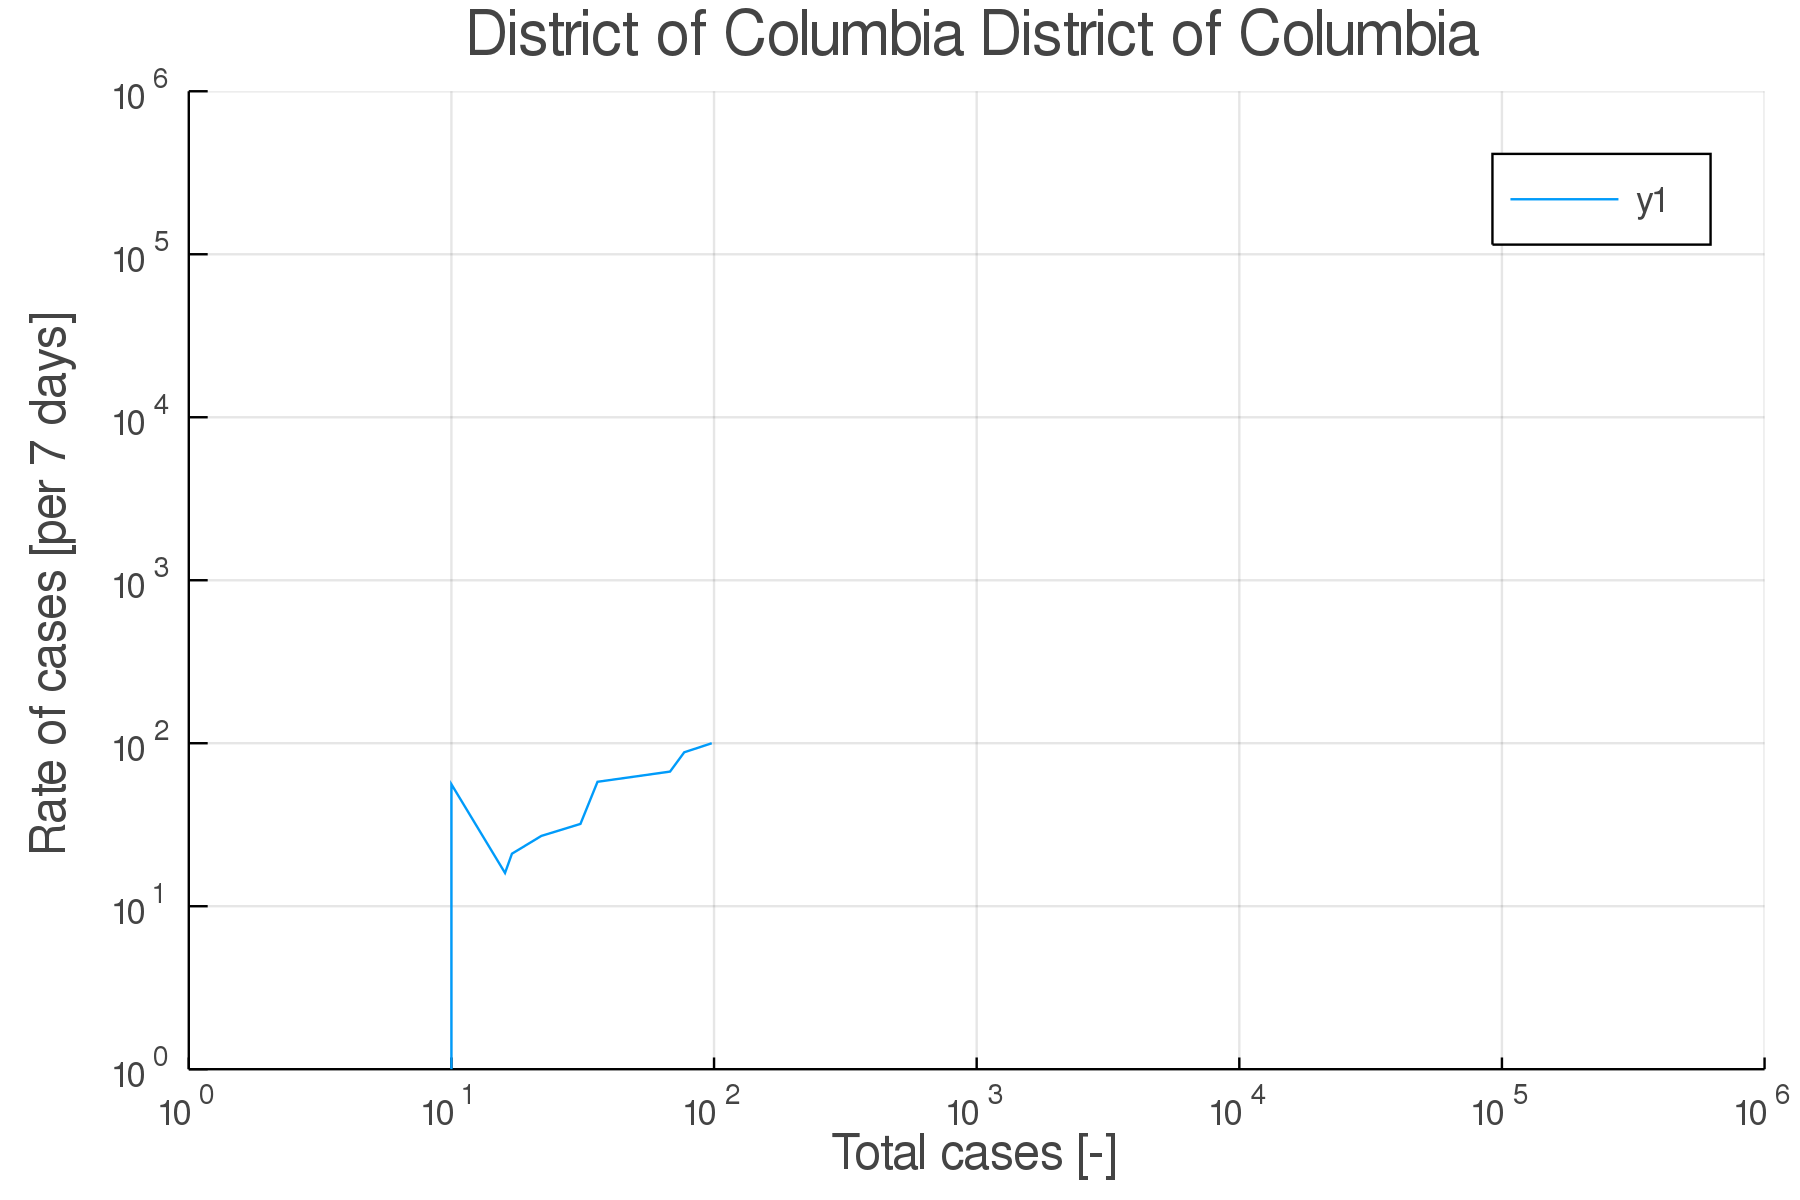 District of Columbia District of Columbia
Rate of cases [per 7 days]
10^6
10^5
10^4
10^3
10^2
10^1
10^0
y1
10^0 10^1 10^2 10^3 10^4 10^5 10^6
Total cases [-]